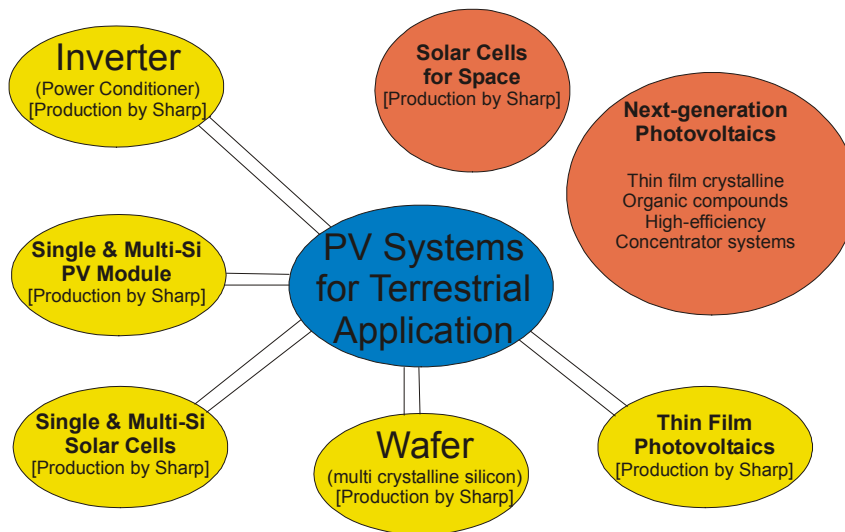 Inverter
(Power Conditioner)
[Production by Sharp]
Solar Cells
for Space
[Production by Sharp]
Next-generation
Photovoltaics
Thin film crystalline
Organic compounds
High-efficiency
Concentrator systems
Single & Multi-Si
PV Module
[Production by Sharp]
PV Systems
for Terrestrial
Application
Single & Multi-Si
Solar Cells
[Production by Sharp]
Wafer
(multi crystalline silicon)
[Production by Sharp]
Thin Film
Photovoltaics
[Production by Sharp]